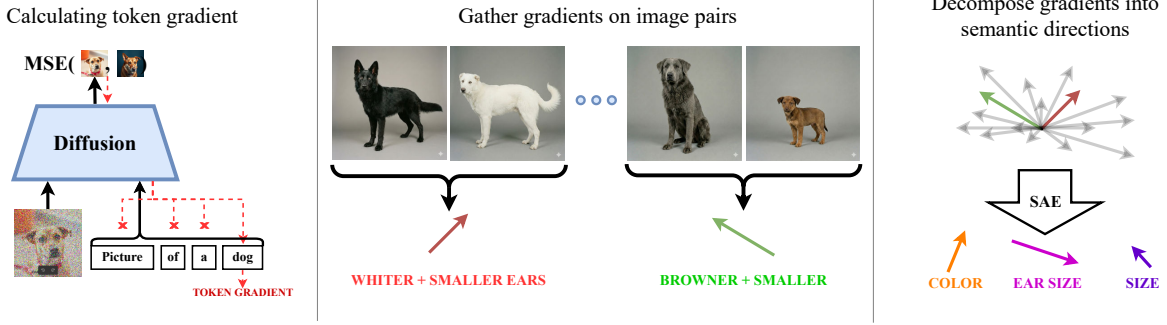 Calculating token gradient
MSE( , )
Diffusion
Picture of a dog
TOKEN GRADIENT
Gather gradients on image pairs
WHITER + SMALLER EARS
BROWNER + SMALLER
Decompose gradients into
semantic directions
SAE
COLOR EAR SIZE SIZE